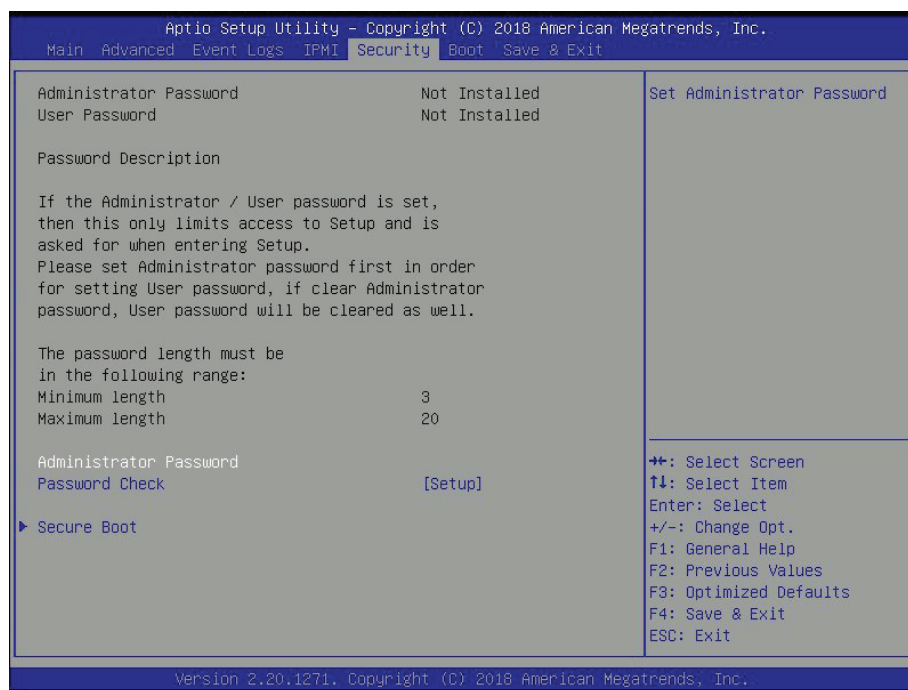 Aptio Setup Utility – Copyright (C) 2018 American Megatrends, Inc.
Main Advanced Event Logs IPMI Security Boot Save & Exit
Administrator Password Not Installed
User Password Not Installed
Password Description
If the Administrator / User password is set,
then this only limits access to Setup and is
asked for when entering Setup.
Please set Administrator password first in order
for setting User password, if clear Administrator
password, User password will be cleared as well.
The password length must be
in the following range:
Minimum length 3
Maximum length 20
Administrator Password
Password Check [Setup]
▶ Secure Boot
Set Administrator Password
→←: Select Screen
↑↓: Select Item
Enter: Select
+/-: Change Opt.
F1: General Help
F2: Previous Values
F3: Optimized Defaults
F4: Save & Exit
ESC: Exit
Version 2.20.1271. Copyright (C) 2018 American Megatrends, Inc.